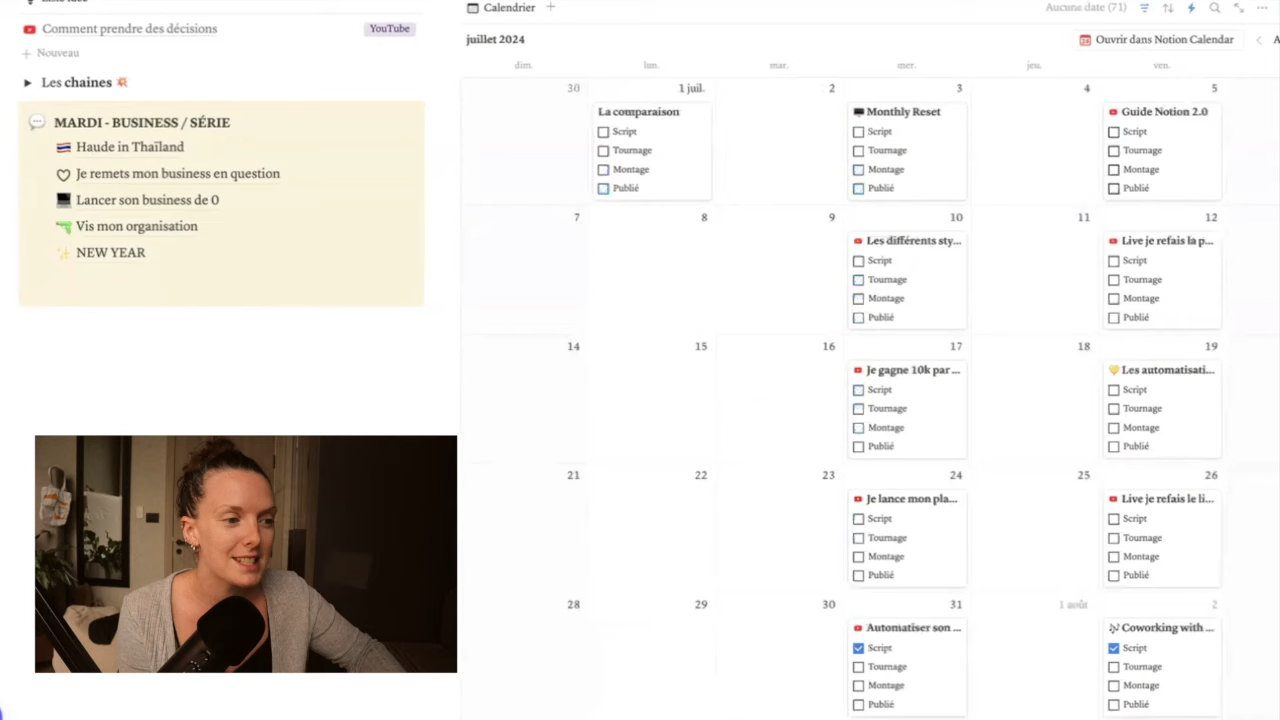 Comment prendre des décisions
YouTube
Nouveau
Les chaines
MARDI - BUSINESS / SÉRIE
Haude in Thaïland
Je remets mon business en question
Lancer son business de 0
Vis mon organisation
NEW YEAR
Calendrier
Aucune date (71)
juillet 2024
Ouvrir dans Notion Calendar
dim. lun. mar. mer. jeu. ven.
30 1 juil. 2 3 4 5
La comparaison
Script
Tournage
Montage
Publié
Monthly Reset
Script
Tournage
Montage
Publié
Guide Notion 2.0
Script
Tournage
Montage
Publié
7 8 9 10 11 12
Les différents sty...
Script
Tournage
Montage
Publié
Live je refais la p...
Script
Tournage
Montage
Publié
14 15 16 17 18 19
Je gagne 10k par ...
Script
Tournage
Montage
Publié
Les automatisati...
Script
Tournage
Montage
Publié
21 22 23 24 25 26
Je lance mon pla...
Script
Tournage
Montage
Publié
Live je refais le li...
Script
Tournage
Montage
Publié
28 29 30 31 1 août 2
Automatiser son ...
Script
Tournage
Montage
Publié
Coworking with ...
Script
Tournage
Montage
Publié